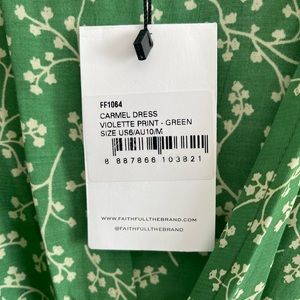 FF1064
CARMEL DRESS
VIOLETTE PRINT - GREEN
SIZE US6/AU10/M
8 887866 103821
WWW.FAITHFULLTHEBRAND.COM
@FAITHFULLTHEBRAND